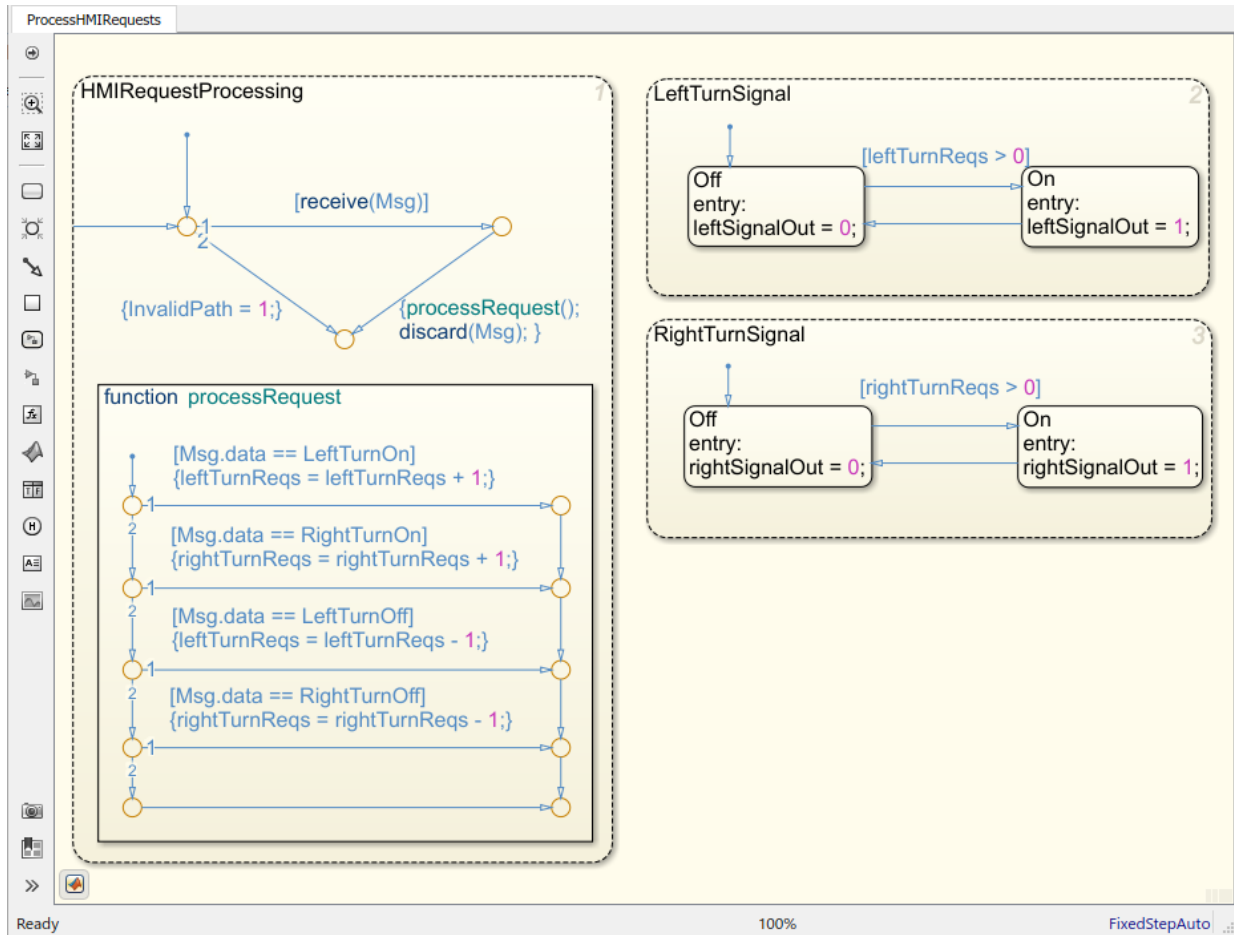 ProcessHMIRequests
HMIRequestProcessing
1
[receive(Msg)]
1
2
{InvalidPath = 1;}
{processRequest();
discard(Msg); }
function processRequest
[Msg.data == LeftTurnOn]
{leftTurnReqs = leftTurnReqs + 1;}
1
2
[Msg.data == RightTurnOn]
{rightTurnReqs = rightTurnReqs + 1;}
1
2
[Msg.data == LeftTurnOff]
{leftTurnReqs = leftTurnReqs - 1;}
1
2
[Msg.data == RightTurnOff]
{rightTurnReqs = rightTurnReqs - 1;}
1
2
LeftTurnSignal
2
[leftTurnReqs > 0]
Off
entry:
leftSignalOut = 0;
On
entry:
leftSignalOut = 1;
RightTurnSignal
3
[rightTurnReqs > 0]
Off
entry:
rightSignalOut = 0;
On
entry:
rightSignalOut = 1;
Ready
100%
FixedStepAuto